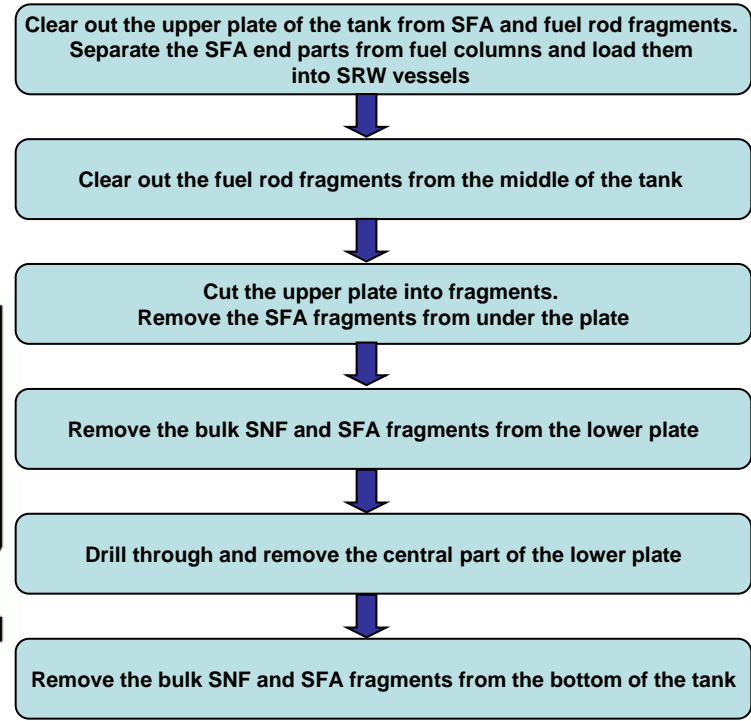 Clear out the upper plate of the tank from SFA and fuel rod fragments.
Separate the SFA end parts from fuel columns and load them
into SRW vessels
Clear out the fuel rod fragments from the middle of the tank
Cut the upper plate into fragments.
Remove the SFA fragments from under the plate
Remove the bulk SNF and SFA fragments from the lower plate
Drill through and remove the central part of the lower plate
Remove the bulk SNF and SFA fragments from the bottom of the tank